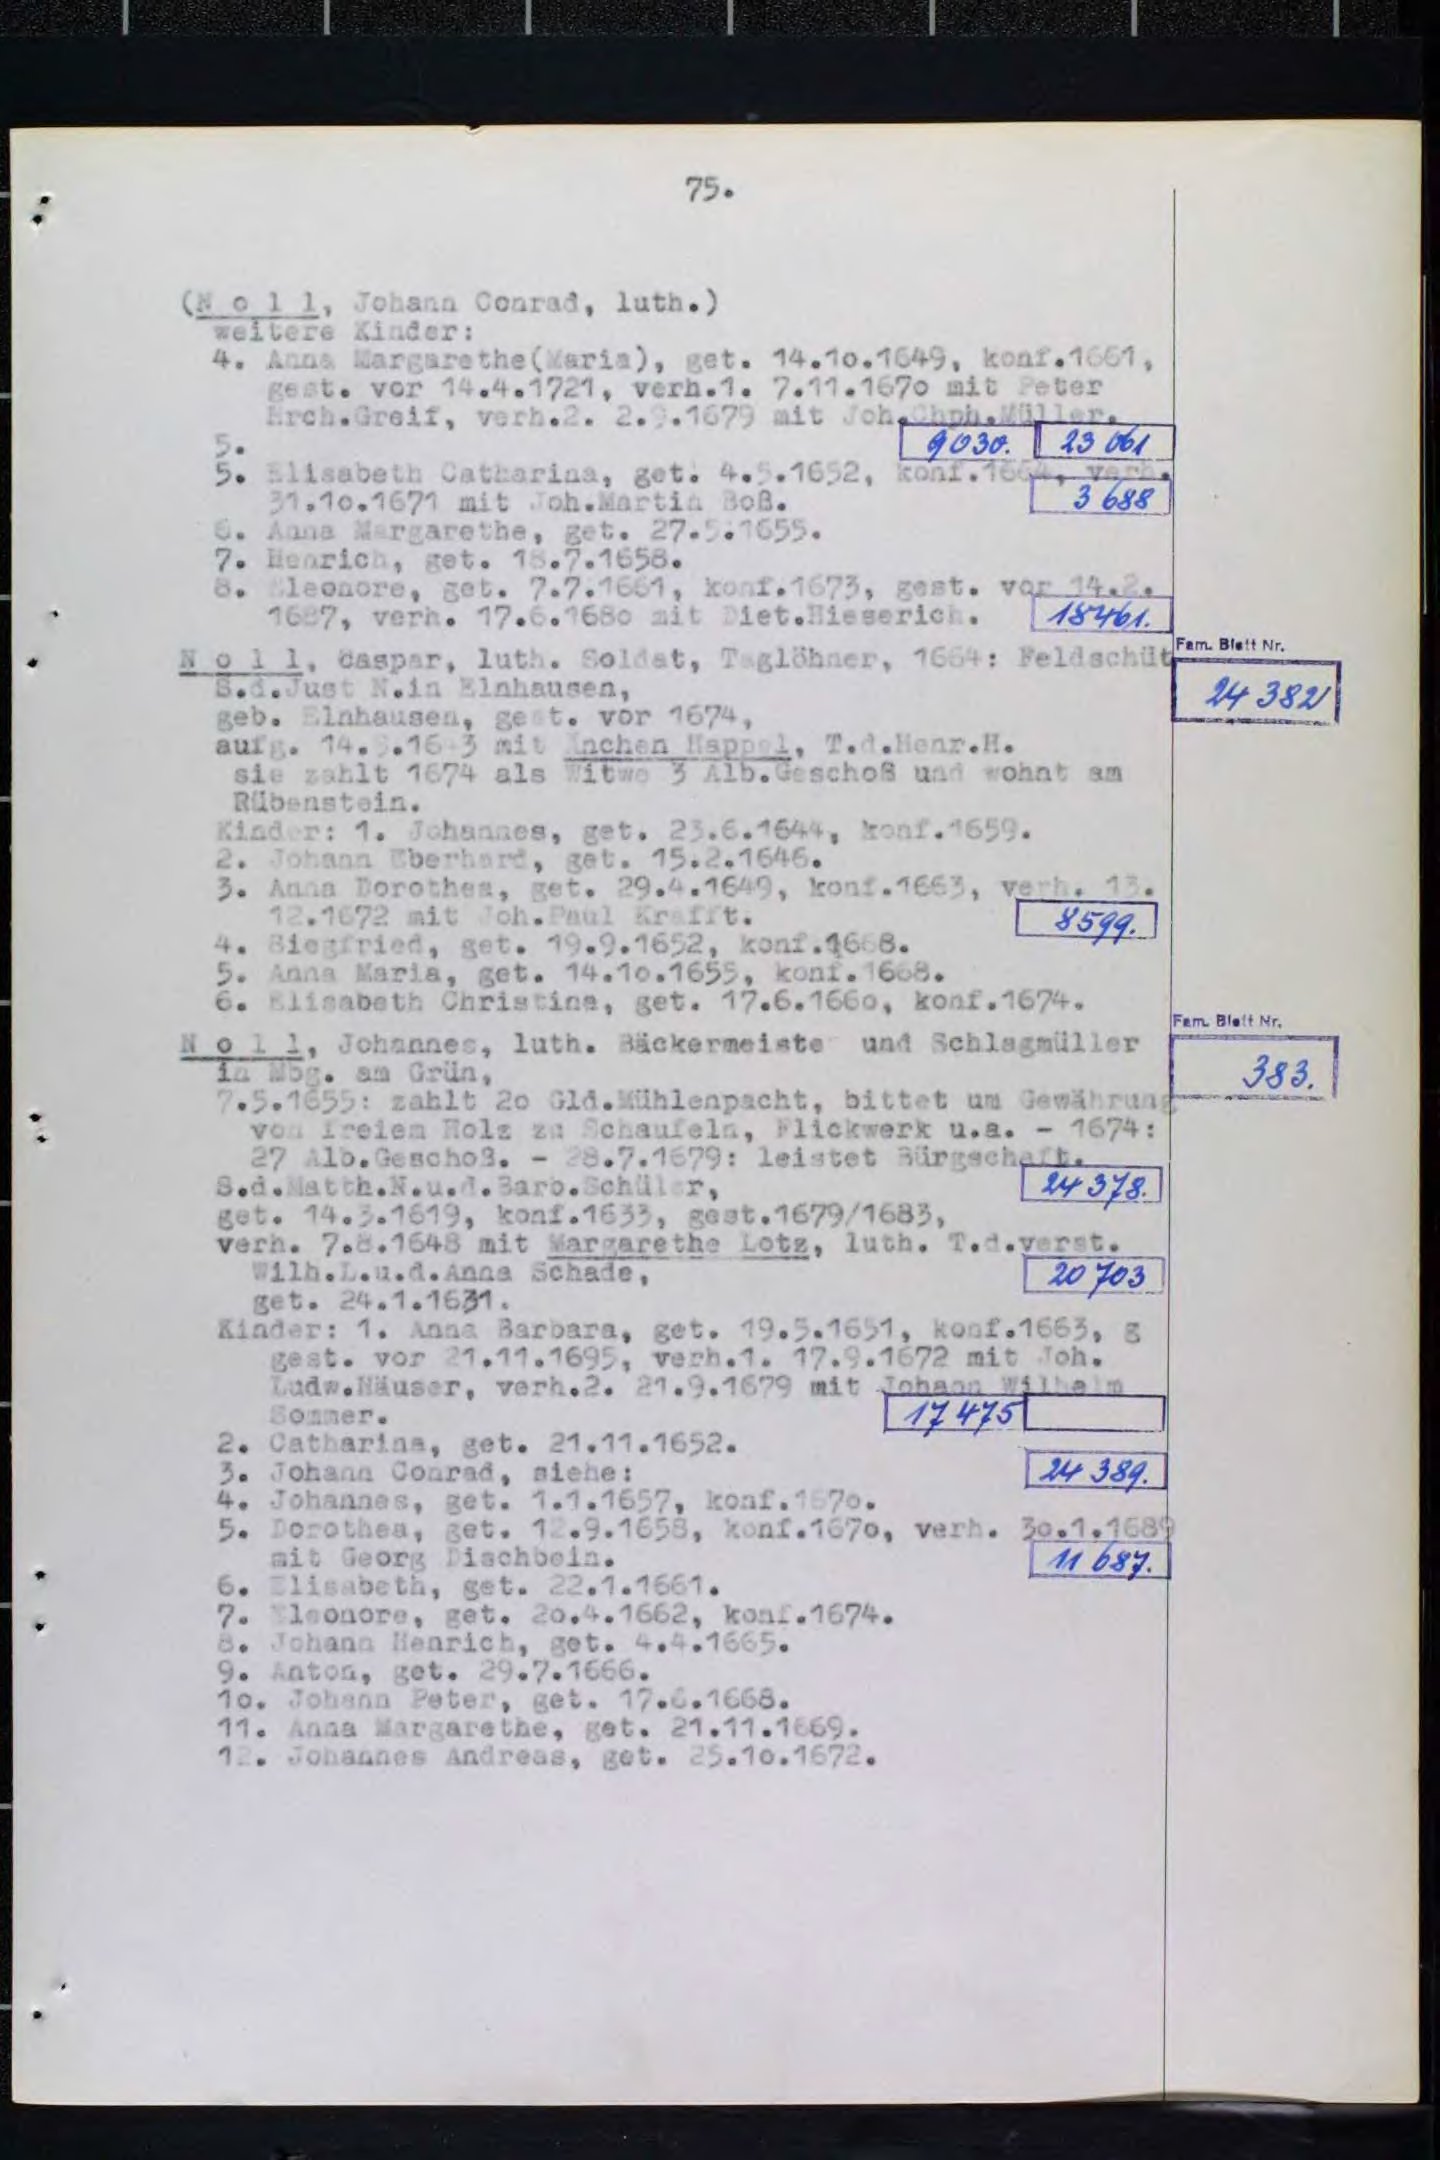 75.
(N o l l, Johann Conrad, luth.)
weitere Kinder:
4. Anna Margarethe(Maria), get. 14.1o.1649, konf.1661,
gest. vor 14.4.1721, verh.1. 7.11.167o mit Peter
Hrch.Greif, verh.2. 2.9.1679 mit Joh.Chph.Müller.
9030. 23 061
5.
5. Elisabeth Catharina, get. 4.5.1652, konf.1664, verh.
31.1o.1671 mit Joh.Martin Boß.
3 688
6. Anna Margarethe, get. 27.5.1655.
7. Henrich, get. 18.7.1658.
8. Eleonore, get. 7.7.1661, konf.1673, gest. vor 14.2.
1687, verh. 17.6.168o mit Diet.Hieserich.
18461.
N o l l, Caspar, luth. Soldat, Taglöhner, 1664: Feldschüt
Fam. Blatt Nr.
24 382
S.d.Just N.in Elnhausen,
geb. Elnhausen, gest. vor 1674,
aufg. 14.5.1643 mit Anchen Happel, T.d.Henr.H.
sie zahlt 1674 als Witwe 3 Alb.Geschoß und wohnt am
Rübenstein.
Kinder: 1. Johannes, get. 23.6.1644, konf.1659.
2. Johann Eberhard, get. 15.2.1646.
3. Anna Dorothea, get. 29.4.1649, konf.1663, verh. 13.
12.1672 mit Joh.Paul Krafft.
8599.
4. Siegfried, get. 19.9.1652, konf.1668.
5. Anna Maria, get. 14.1o.1655, konf.1668.
6. Elisabeth Christine, get. 17.6.166o, konf.1674.
Fam. Blatt Nr.
383.
N o l l, Johannes, luth. Bäckermeiste und Schlagmüller
in Mbg. am Grün,
7.5.1655: zahlt 2o Gld.Mühlenpacht, bittet um Gewährung
von freiem Holz zu Schaufeln, Flickwerk u.a. - 1674:
27 Alb.Geschoß. - 28.7.1679: leistet Bürgschaft.
S.d.Matth.N.u.d.Barb.Schüler,
24 378.
get. 14.3.1619, konf.1633, gest.1679/1683,
verh. 7.8.1648 mit Margarethe Lotz, luth. T.d.verst.
Wilh.L.u.d.Anna Schade,
20 703
get. 24.1.1631.
Kinder: 1. Anna Barbara, get. 19.5.1651, konf.1663, g
gest. vor 21.11.1695, verh.1. 17.9.1672 mit Joh.
Ludw.Häuser, verh.2. 21.9.1679 mit Johann Wilhelm
Sommer.
17 475
2. Catharina, get. 21.11.1652.
3. Johann Conrad, siehe:
24 389.
4. Johannes, get. 1.1.1657, konf.167o.
5. Dorothea, get. 12.9.1658, konf.167o, verh. 3o.1.1689
mit Georg Dischbein.
11 687.
6. Elisabeth, get. 22.1.1661.
7. Eleonore, get. 2o.4.1662, konf.1674.
8. Johann Henrich, get. 4.4.1665.
9. Anton, get. 29.7.1666.
1o. Johann Peter, get. 17.6.1668.
11. Anna Margarethe, get. 21.11.1669.
12. Johannes Andreas, get. 25.1o.1672.